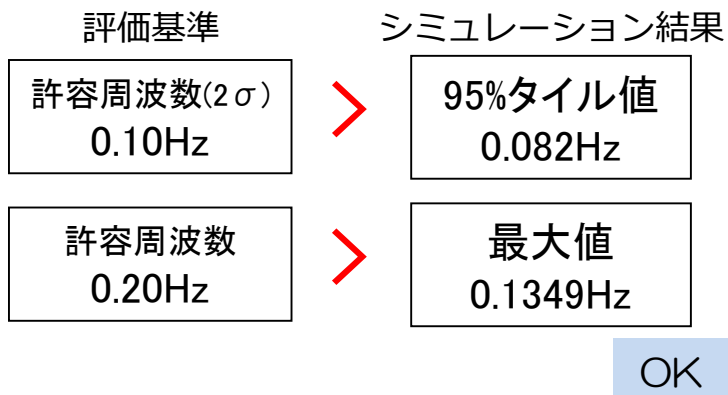 評価基準
シミュレーション結果
許容周波数(2σ)
0.10Hz
>
95%タイル値
0.082Hz
許容周波数
0.20Hz
>
最大値
0.1349Hz
OK